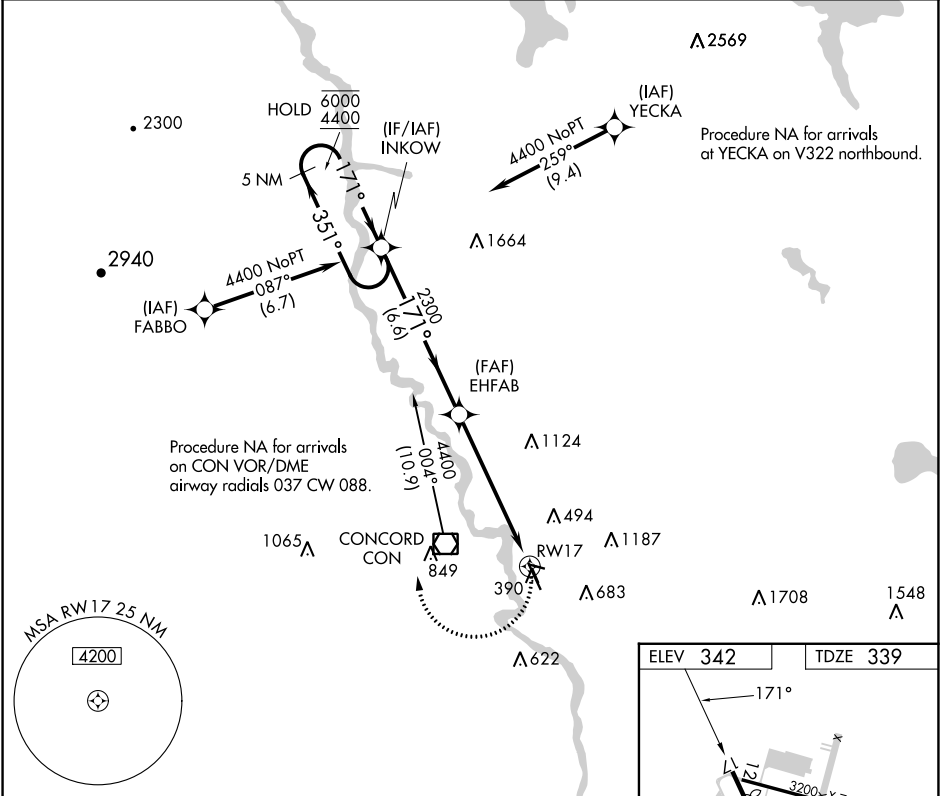 2569
(IAF)
YECKA
HOLD
6000
4400
(IF/IAF)
INKOW
2300
4400 NoPT
259°
(9.4)
Procedure NA for arrivals
at YECKA on V322 northbound.
5 NM
171°
351°
1664
2940
4400 NoPT
087°
(6.7)
(IAF)
FABBO
2300
171°
(6.6)
(FAF)
EHFAB
1124
Procedure NA for arrivals
on CON VOR/DME
airway radials 037 CW 088.
4400
004°
(10.9)
494
1187
1065
CONCORD
CON
849
RW17
390
683
1708
1548
MSA RW17 25 NM
4200
622
ELEV 342
TDZE 339
171°
17
12
3200 x